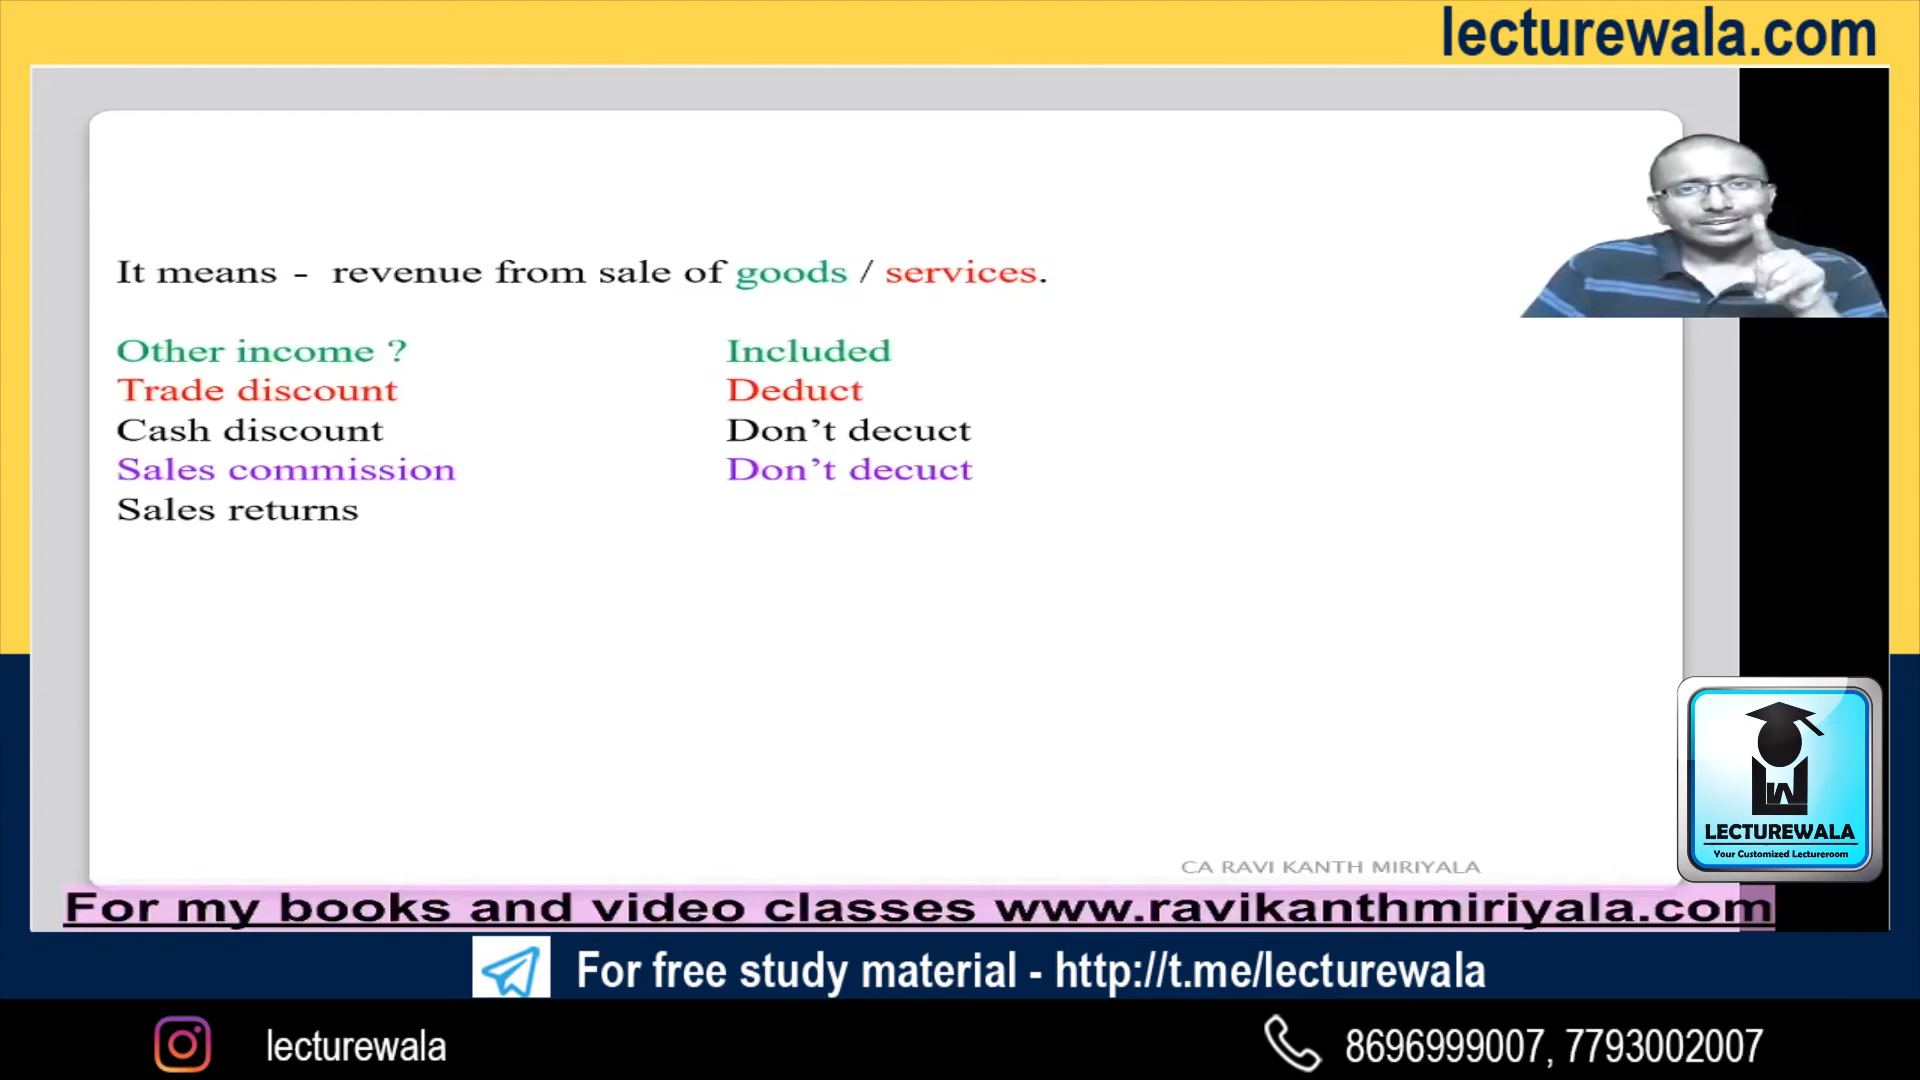 lecturewala.com
It means - revenue from sale of goods / services.
Other income ? Included
Trade discount Deduct
Cash discount Don't decuct
Sales commission Don't decuct
Sales returns
LECTUREWALA
Your Customized Lectureroom
CA RAVI KANTH MIRIYALA
For my books and video classes www.ravikanthmiriyala.com
For free study material - http://t.me/lecturewala
lecturewala
8696999007, 7793002007